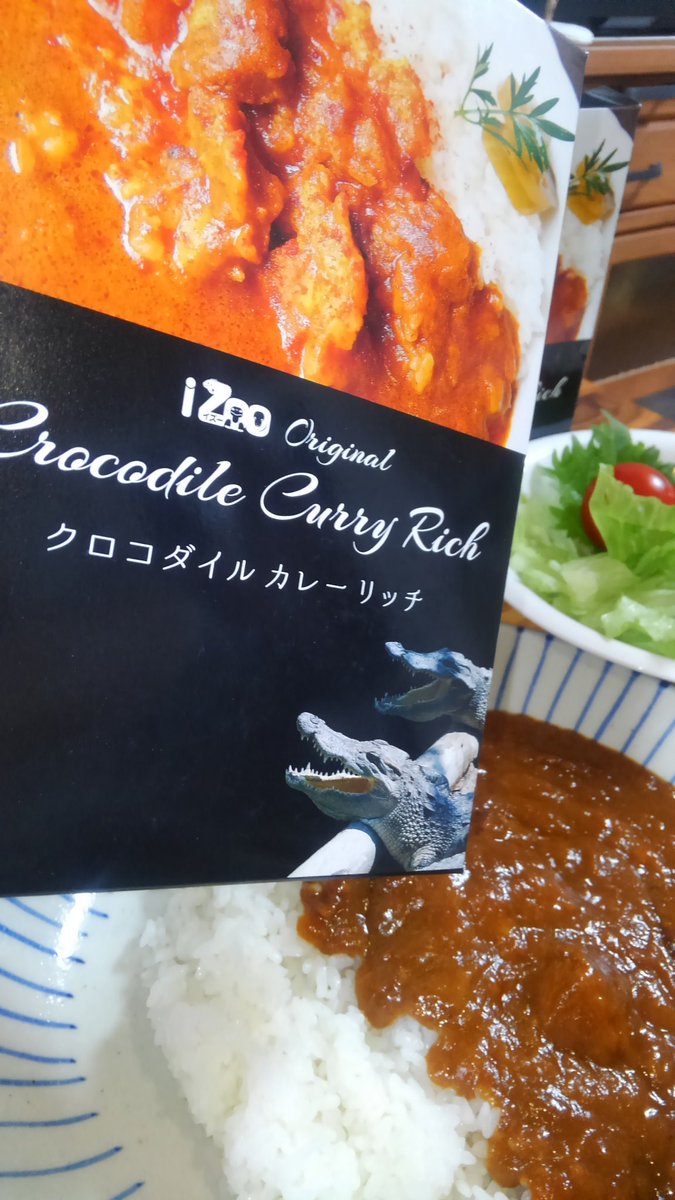 iZoo Original
イズー
Crocodile Curry Rich
クロコダイル カレー リッチ
Rich